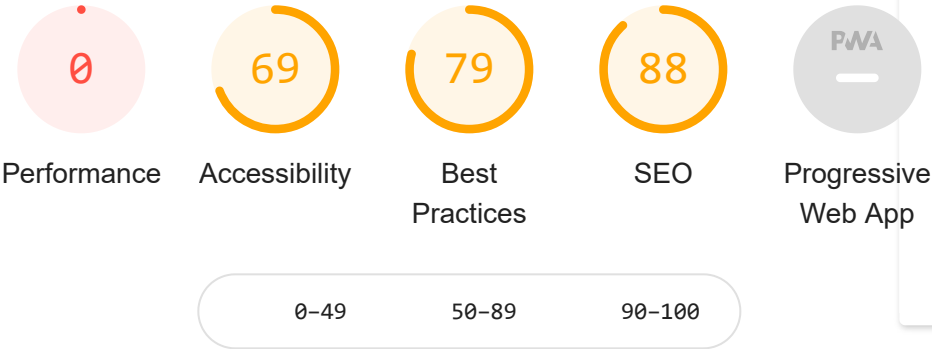 0
69
79
88
PWA
Performance
Accessibility
Best
Practices
SEO
Progressive
Web App
0–49
50–89
90–100